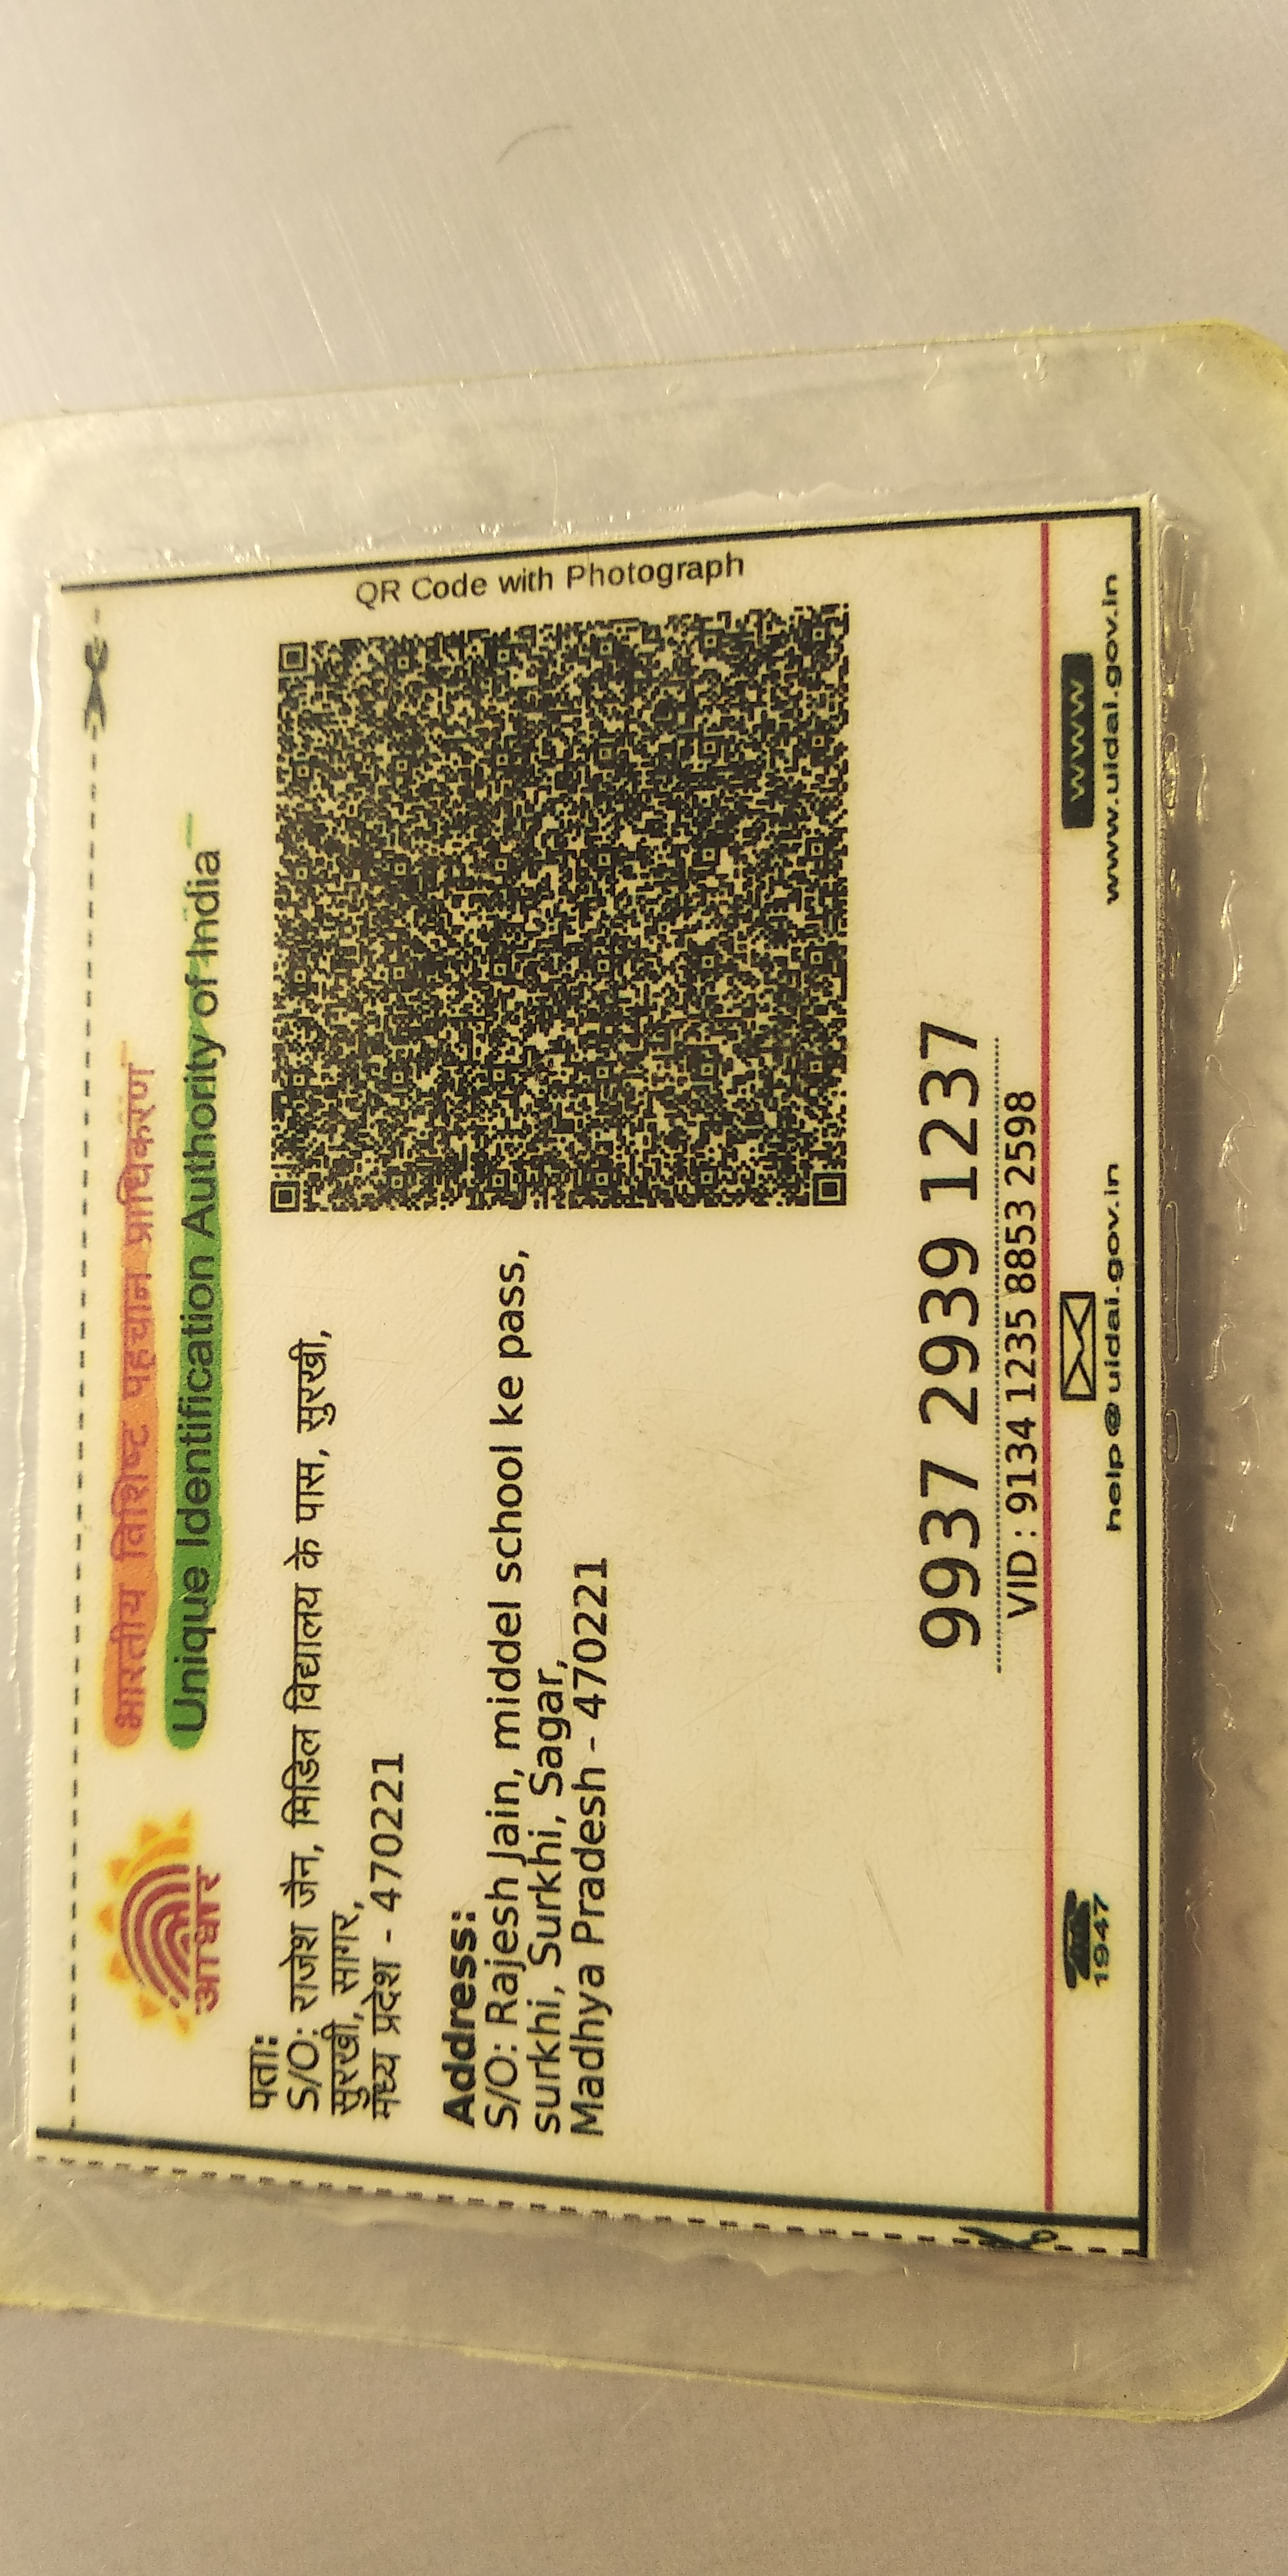 भारतीय विशिष्ट पहचान प्राधिकरण
Unique Identification Authority of India
आधार
पता:
S/O: राजेश जैन, मिडिल विद्यालय के पास, सुरखी,
सुरखी, सागर,
मध्य प्रदेश - 470221
Address:
S/O: Rajesh Jain, middel school ke pass,
surkhi, Surkhi, Sagar,
Madhya Pradesh - 470221
QR Code with Photograph
9937 2939 1237
VID : 9134 1235 8853 2598
1947
help@uidai.gov.in
www
www.uidai.gov.in